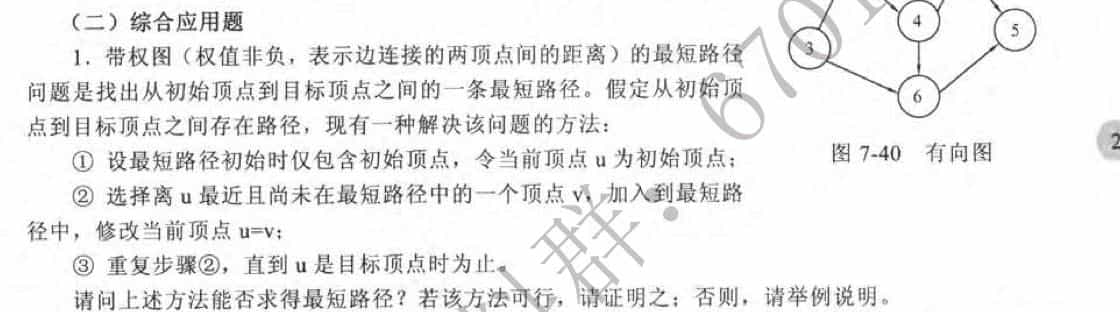 （二）综合应用题
1．带权图（权值非负，表示边连接的两顶点间的距离）的最短路径
问题是找出从初始顶点到目标顶点之间的一条最短路径。假定从初始顶
点到目标顶点之间存在路径，现有一种解决该问题的方法：
① 设最短路径初始时仅包含初始顶点，令当前顶点 u 为初始顶点；
② 选择离 u 最近且尚未在最短路径中的一个顶点 v，加入到最短路
径中，修改当前顶点 u=v；
③ 重复步骤②，直到 u 是目标顶点时为止。
请问上述方法能否求得最短路径？若该方法可行，请证明之；否则，请举例说明。
4
5
3
6
图 7-40 有向图
2
群：670